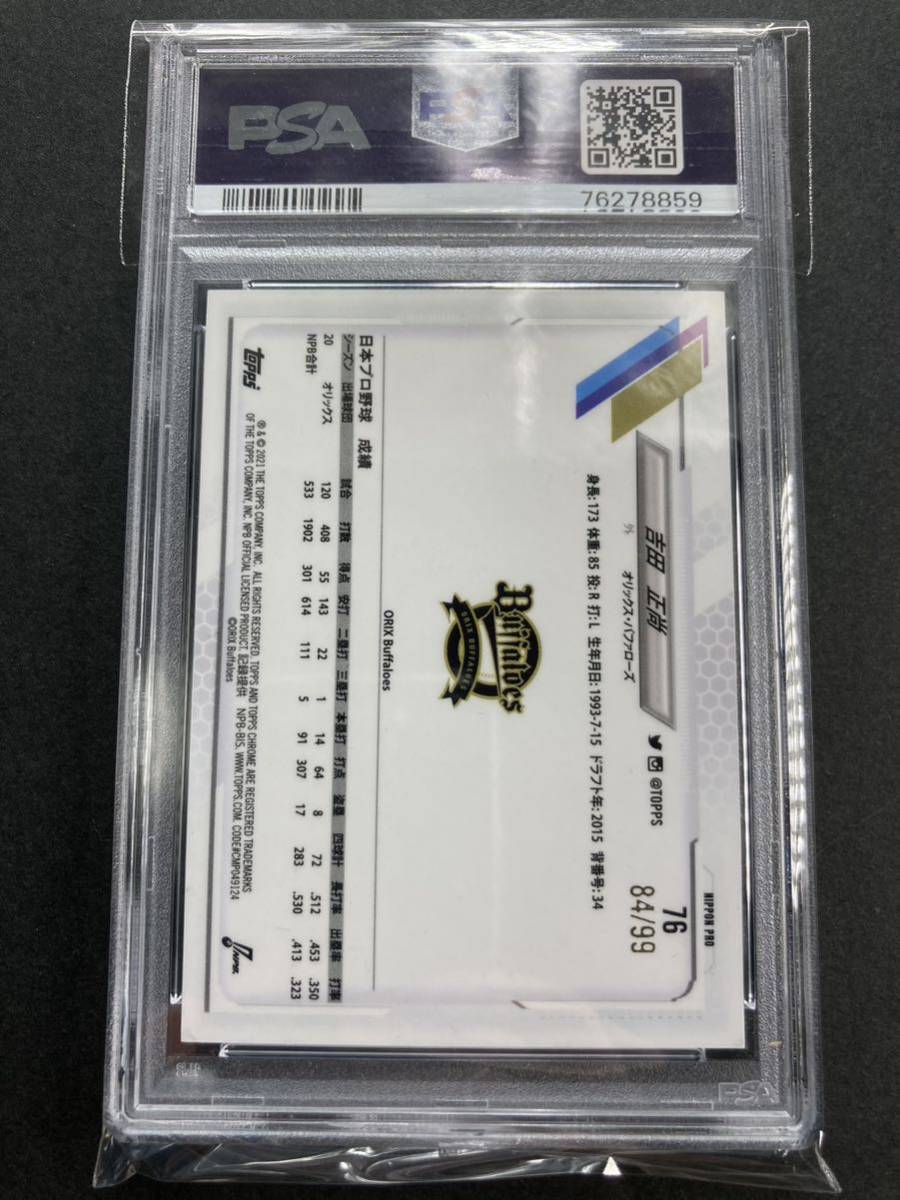 PSA
PSA
76278859
NIPPON PRO
76
84/99
吉田 正尚
@TOPPS
外
オリックス・バファローズ
身長: 173 体重: 85 投: R 打: L 生年月日: 1993-7-15 ドラフト年: 2015 背番号: 34
Buffaloes
ORIX BUFFALOES
ORIX Buffaloes
日本プロ野球 成績
シーズン 出場球団 試合 打数 得点 安打 二塁打 三塁打 本塁打 打点 盗塁 四球計 長打率 出塁率 打率
20 オリックス 120 408 55 143 22 1 14 64 8 72 .512 .453 .350
NPB合計 533 1902 301 614 111 5 91 307 17 283 .530 .413 .323
topps
® & © 2021 THE TOPPS COMPANY, INC. ALL RIGHTS RESERVED. TOPPS AND TOPPS CHROME ARE REGISTERED TRADEMARKS
OF THE TOPPS COMPANY, INC. NPB OFFICIAL LICENSED PRODUCT. 記録提供 NPB-BIS. WWW.TOPPS.COM. CODE#CMP049124
©ORIX Buffaloes
PSA